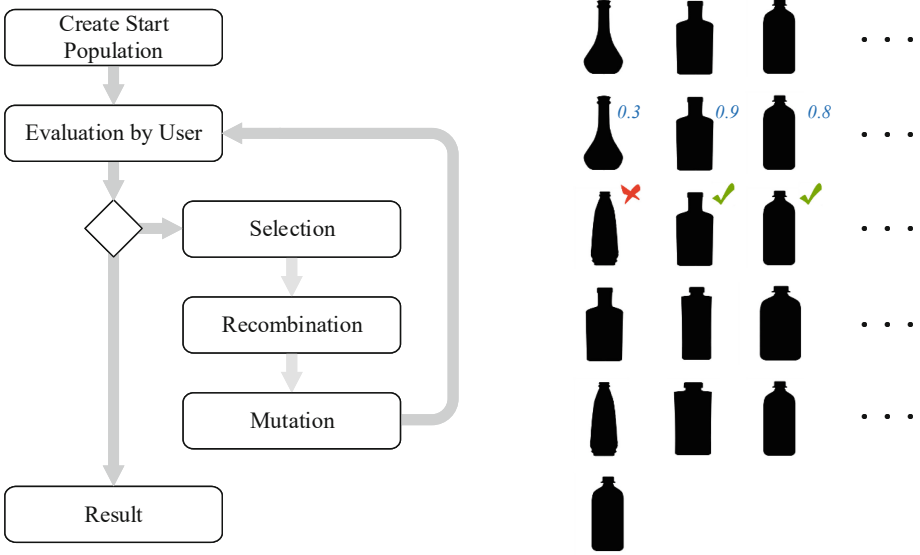 Create Start
Population
Evaluation by User
0.3 0.9 0.8
Selection
Recombination
Mutation
Result